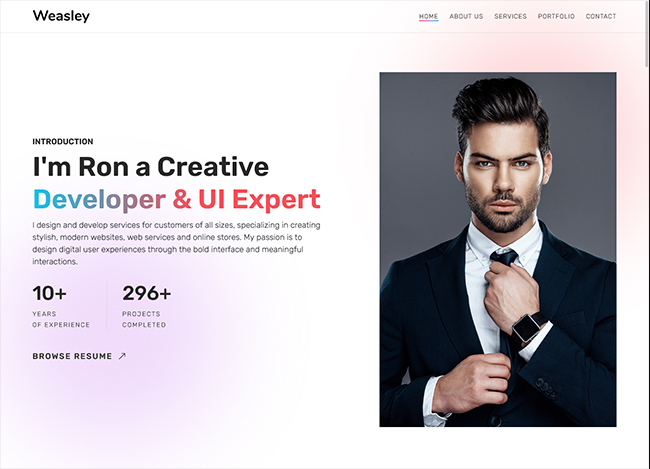 Weasley
HOME ABOUT US SERVICES PORTFOLIO CONTACT
INTRODUCTION
I'm Ron a Creative
Developer & UI Expert
I design and develop services for customers of all sizes, specializing in creating
stylish, modern websites, web services and online stores. My passion is to
design digital user experiences through the bold interface and meaningful
interactions.
10+ 296+
YEARS PROJECTS
OF EXPERIENCE COMPLETED
BROWSE RESUME